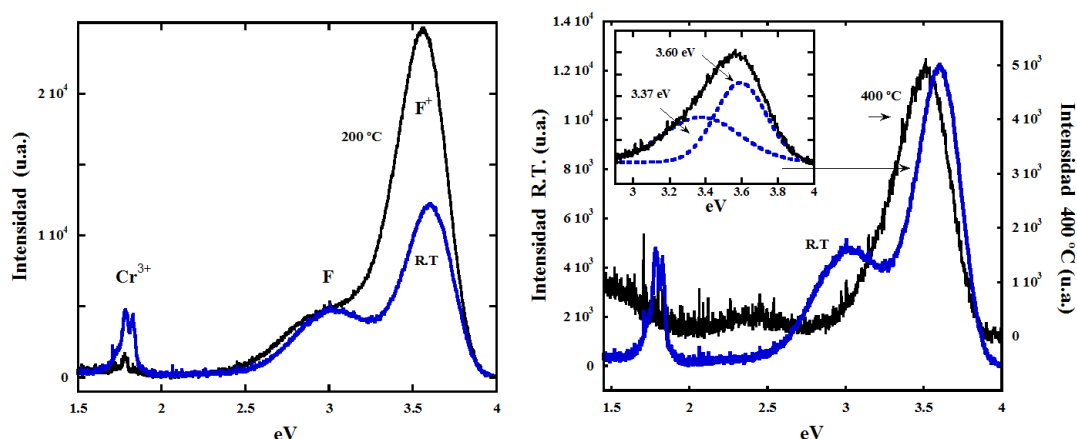 Intensidad (u.a.)
2 10⁴
1 10⁴
0
Cr³⁺
F
F⁺
200 ºC
R.T
1.5 2 2.5 3 3.5 4
eV
Intensidad R.T. (u.a.)
1.4 10⁴
1.2 10⁴
1 10⁴
8 10³
6 10³
4 10³
2 10³
0
3.60 eV
3.37 eV
3 3.2 3.4 3.6 3.8 4
eV
400 ºC
R.T
5 10³
4 10³
3 10³
2 10³
1 10³
0
Intensidad 400 ºC (u.a)
1.5 2 2.5 3 3.5 4
eV